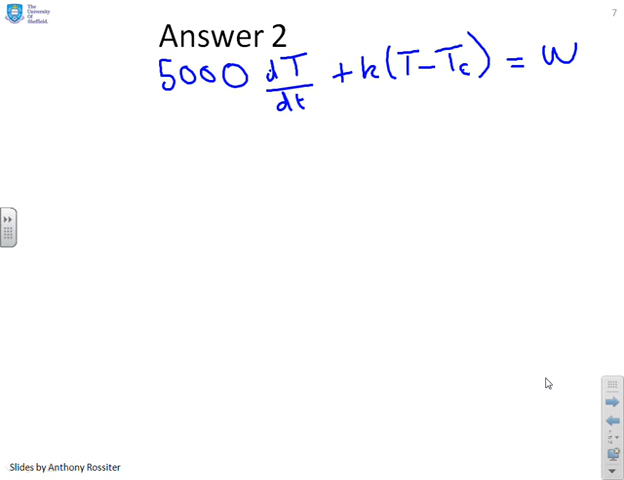 The
University
Of
Sheffield.
7
Answer 2
5000 dT/dt + k(T - Tc) = W
Slides by Anthony Rossiter